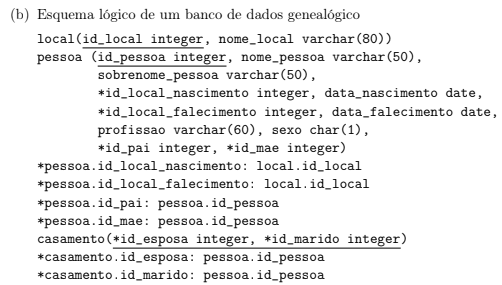 (b) Esquema lógico de um banco de dados genealógico
local(id_local integer, nome_local varchar(80))
pessoa (id_pessoa integer, nome_pessoa varchar(50),
sobrenome_pessoa varchar(50),
*id_local_nascimento integer, data_nascimento date,
*id_local_falecimento integer, data_falecimento date,
profissao varchar(60), sexo char(1),
*id_pai integer, *id_mae integer)
*pessoa.id_local_nascimento: local.id_local
*pessoa.id_local_falecimento: local.id_local
*pessoa.id_pai: pessoa.id_pessoa
*pessoa.id_mae: pessoa.id_pessoa
casamento(*id_esposa integer, *id_marido integer)
*casamento.id_esposa: pessoa.id_pessoa
*casamento.id_marido: pessoa.id_pessoa